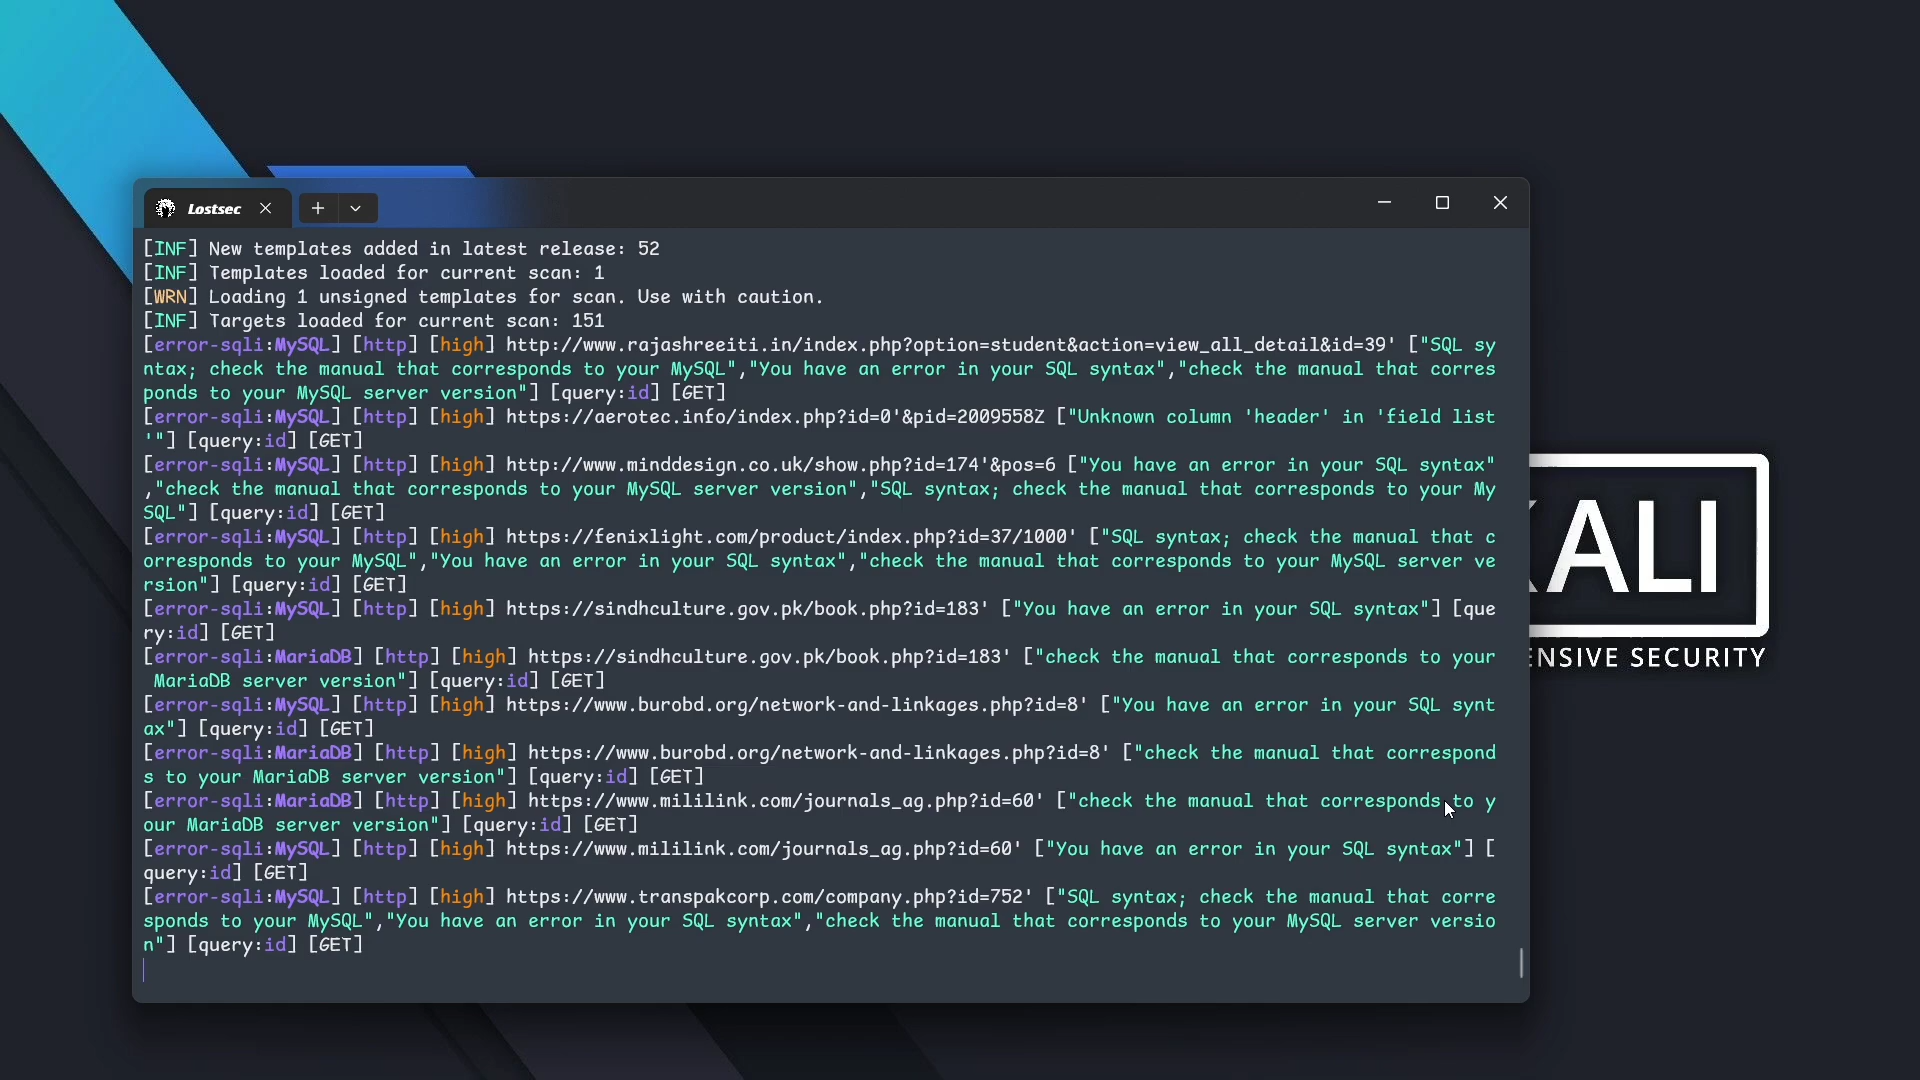 Lostsec
[INF] New templates added in latest release: 52
[INF] Templates loaded for current scan: 1
[WRN] Loading 1 unsigned templates for scan. Use with caution.
[INF] Targets loaded for current scan: 151
[error-sqli:MySQL] [http] [high] http://www.rajashreeiti.in/index.php?option=student&action=view_all_detail&id=39' ["SQL sy
ntax; check the manual that corresponds to your MySQL","You have an error in your SQL syntax","check the manual that corres
ponds to your MySQL server version"] [query:id] [GET]
[error-sqli:MySQL] [http] [high] https://aerotec.info/index.php?id=0'&pid=2009558Z ["Unknown column 'header' in 'field list
'"] [query:id] [GET]
[error-sqli:MySQL] [http] [high] http://www.minddesign.co.uk/show.php?id=174'&pos=6 ["You have an error in your SQL syntax"
,"check the manual that corresponds to your MySQL server version","SQL syntax; check the manual that corresponds to your My
SQL"] [query:id] [GET]
[error-sqli:MySQL] [http] [high] https://fenixlight.com/product/index.php?id=37/1000' ["SQL syntax; check the manual that c
orresponds to your MySQL","You have an error in your SQL syntax","check the manual that corresponds to your MySQL server ve
rsion"] [query:id] [GET]
[error-sqli:MySQL] [http] [high] https://sindhculture.gov.pk/book.php?id=183' ["You have an error in your SQL syntax"] [que
ry:id] [GET]
[error-sqli:MariaDB] [http] [high] https://sindhculture.gov.pk/book.php?id=183' ["check the manual that corresponds to your
 MariaDB server version"] [query:id] [GET]
[error-sqli:MySQL] [http] [high] https://www.burobd.org/network-and-linkages.php?id=8' ["You have an error in your SQL synt
ax"] [query:id] [GET]
[error-sqli:MariaDB] [http] [high] https://www.burobd.org/network-and-linkages.php?id=8' ["check the manual that correspond
s to your MariaDB server version"] [query:id] [GET]
[error-sqli:MariaDB] [http] [high] https://www.mililink.com/journals_ag.php?id=60' ["check the manual that corresponds to y
our MariaDB server version"] [query:id] [GET]
[error-sqli:MySQL] [http] [high] https://www.mililink.com/journals_ag.php?id=60' ["You have an error in your SQL syntax"] [
query:id] [GET]
[error-sqli:MySQL] [http] [high] https://www.transpakcorp.com/company.php?id=752' ["SQL syntax; check the manual that corre
sponds to your MySQL","You have an error in your SQL syntax","check the manual that corresponds to your MySQL server versio
n"] [query:id] [GET]
KALI
ENSIVE SECURITY